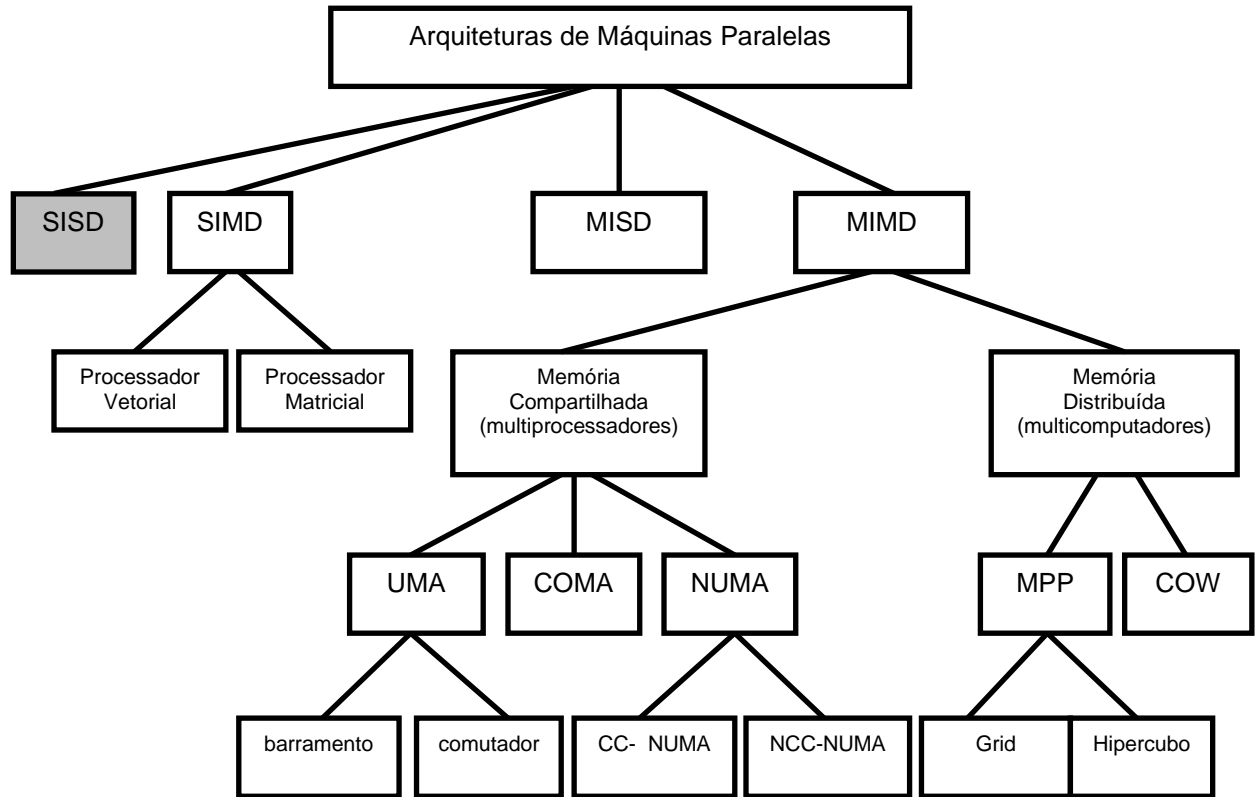 Arquiteturas de Máquinas Paralelas
SISD
SIMD
MISD
MIMD
Processador
Vetorial
Processador
Matricial
Memória
Compartilhada
(multiprocessadores)
Memória
Distribuída
(multicomputadores)
UMA
COMA
NUMA
MPP
COW
barramento
comutador
CC- NUMA
NCC-NUMA
Grid
Hipercubo